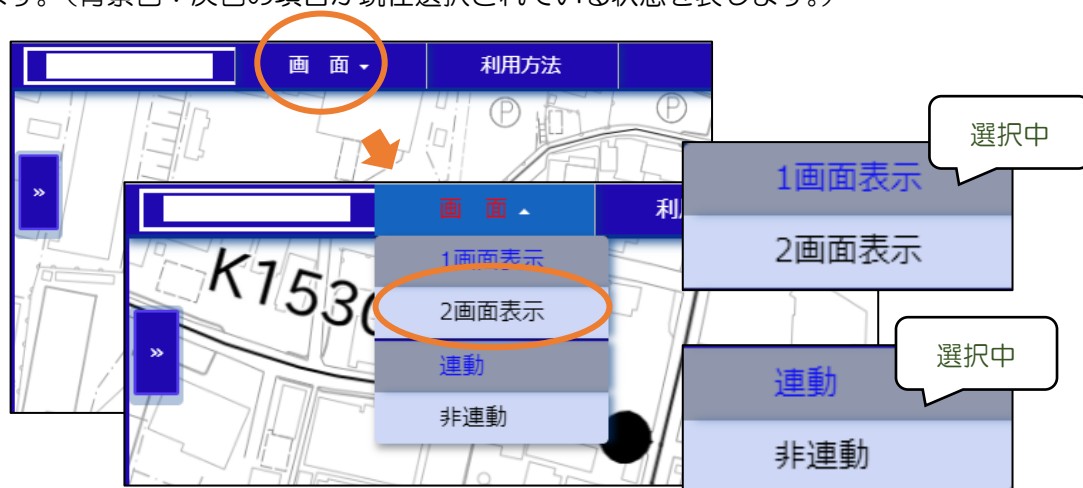 ます。（背景色：灰色の項目が現在選択されている状態を表します。）
画 面
利用方法
P
P
»
選択中
1画面表示
2画面表示
画 面
利
1画面表示
2画面表示
連動
非連動
K1530
»
選択中
連動
非連動